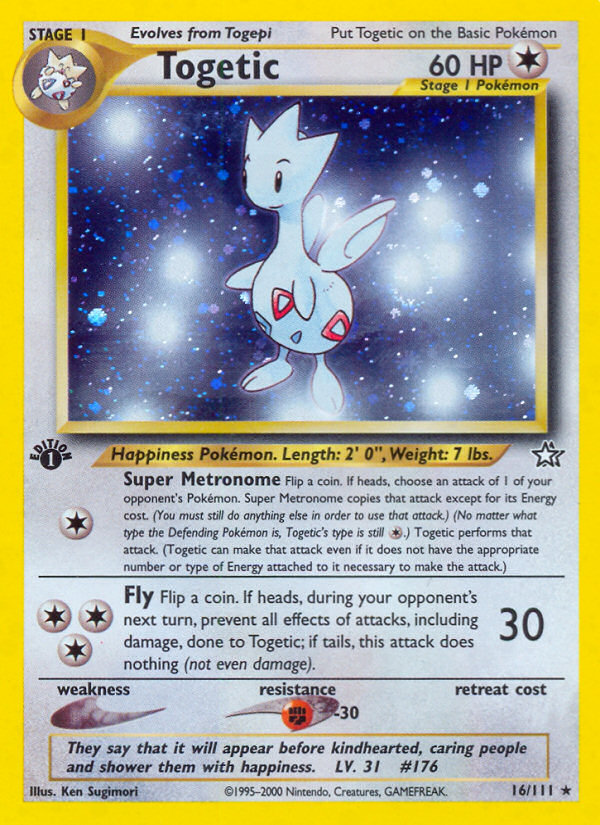 STAGE 1 Evolves from Togepi Put Togetic on the Basic Pokémon
Togetic 60 HP
Stage 1 Pokémon
EDITION
1
Happiness Pokémon. Length: 2' 0", Weight: 7 lbs.
Super Metronome Flip a coin. If heads, choose an attack of 1 of your
opponent's Pokémon. Super Metronome copies that attack except for its Energy
cost. (You must still do anything else in order to use that attack.) (No matter what
type the Defending Pokémon is, Togetic's type is still .) Togetic performs that
attack. (Togetic can make that attack even if it does not have the appropriate
number or type of Energy attached to it necessary to make the attack.)
Fly Flip a coin. If heads, during your opponent's
next turn, prevent all effects of attacks, including
damage, done to Togetic; if tails, this attack does
nothing (not even damage).
30
weakness resistance retreat cost
-30
They say that it will appear before kindhearted, caring people
and shower them with happiness. LV. 31 #176
Illus. Ken Sugimori ©1995–2000 Nintendo, Creatures, GAMEFREAK. 16/111 ★